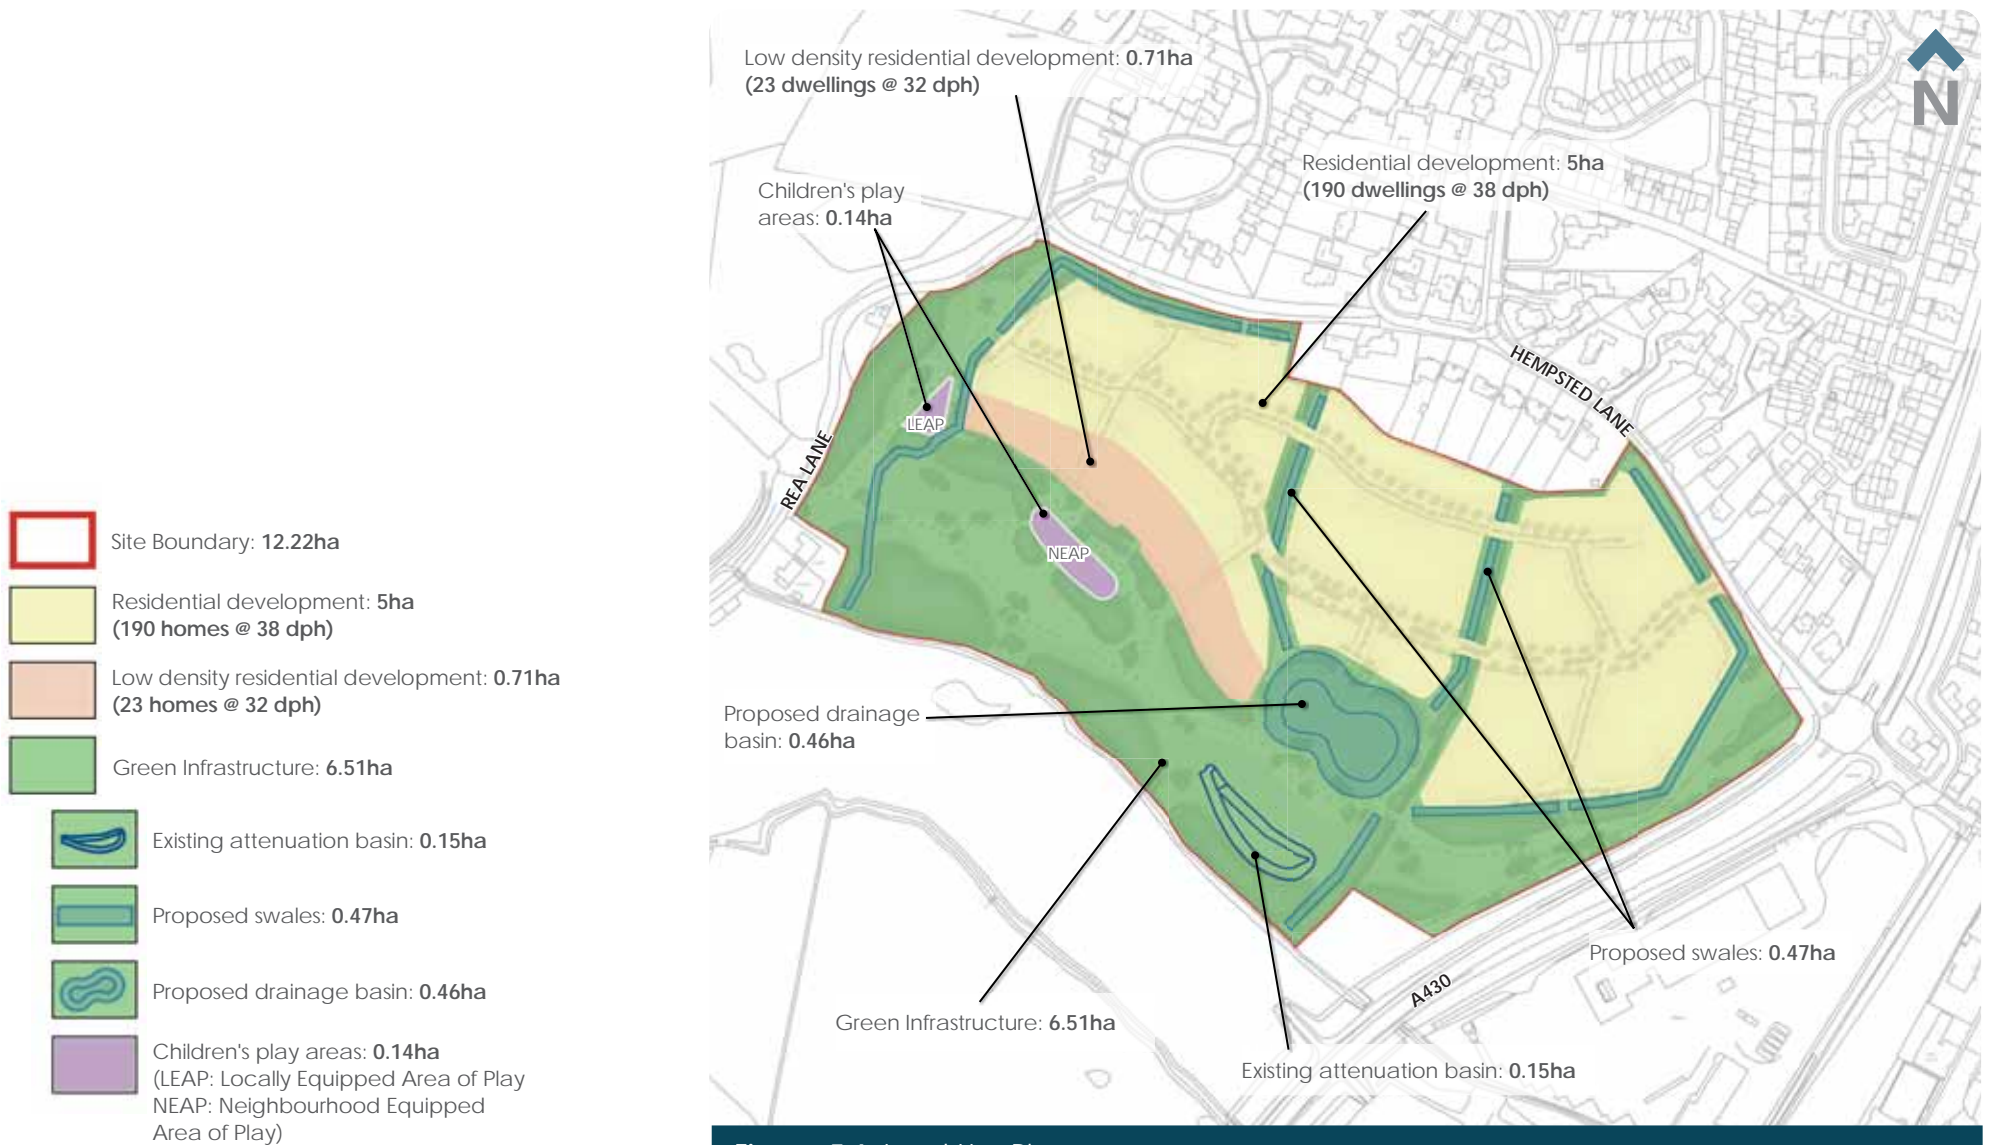 Low density residential development: 0.71ha
(23 dwellings @ 32 dph)
N
Residential development: 5ha
(190 dwellings @ 38 dph)
Children's play
areas: 0.14ha
HEMPSTED LANE
LEAP
REA LANE
NEAP
Proposed drainage
basin: 0.46ha
Proposed swales: 0.47ha
A430
Green Infrastructure: 6.51ha
Existing attenuation basin: 0.15ha
Site Boundary: 12.22ha
Residential development: 5ha
(190 homes @ 38 dph)
Low density residential development: 0.71ha
(23 homes @ 32 dph)
Green Infrastructure: 6.51ha
Existing attenuation basin: 0.15ha
Proposed swales: 0.47ha
Proposed drainage basin: 0.46ha
Children's play areas: 0.14ha
(LEAP: Locally Equipped Area of Play
NEAP: Neighbourhood Equipped
Area of Play)